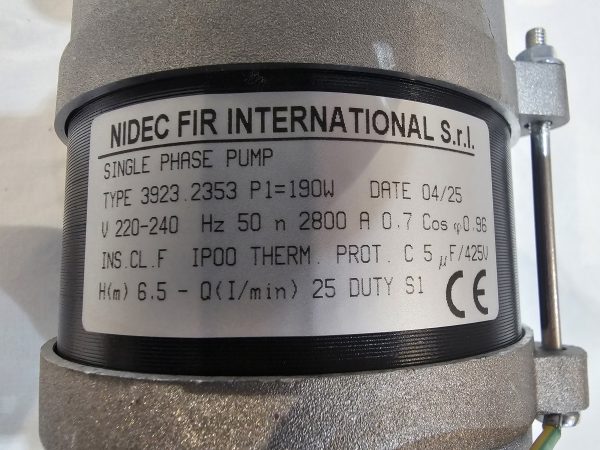 NIDEC FIR INTERNATIONAL S.r.l.
SINGLE PHASE PUMP
TYPE 3923.2353 P1=190W DATE 04/25
V 220-240 Hz 50 n 2800 A 0.7 Cos φ0.96
INS.CL.F IP00 THERM. PROT. C 5 μF/425V
H(m) 6.5 - Q(I/min) 25 DUTY S1 CE